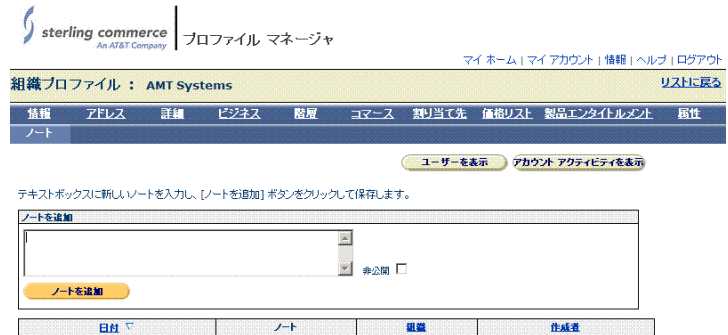 sterling commerce
An AT&T Company
プロファイル マネージャ
マイ ホーム | マイ アカウント | 情報 | ヘルプ | ログアウト
組織プロファイル : AMT Systems
リストに戻る
情報 アドレス 詳細 ビジネス 階層 コマース 割り当て先 価格リスト 製品エンタイトルメント 属性
ノート
ユーザーを表示 アカウント アクティビティを表示
テキストボックスに新しいノートを入力し、[ノートを追加] ボタンをクリックして保存します。
ノートを追加
非公開
ノートを追加
日付 ノート 組織 作成者